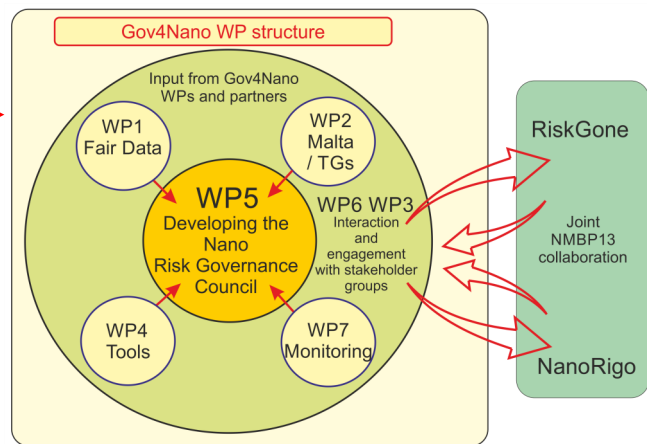 Gov4Nano WP structure
Input from Gov4Nano
WPs and partners
WP1
Fair Data
WP2
Malta
/ TGs
WP5
Developing the
Nano
Risk Governance
Council
WP6 WP3
Interaction
and
engagement
with stakeholder
groups
WP4
Tools
WP7
Monitoring
RiskGone
Joint
NMBP13
collaboration
NanoRigo